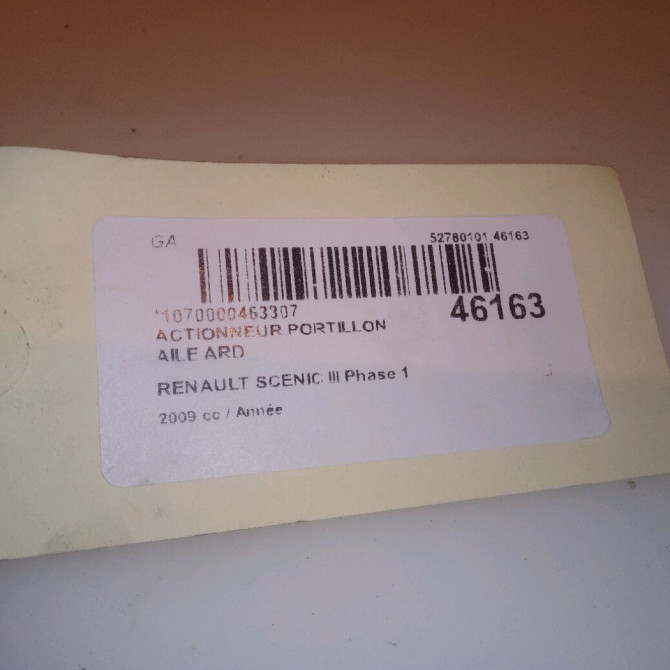 GA
52780101 46163
*1070000463307
46163
ACTIONNEUR PORTILLON
AILE ARD
RENAULT SCENIC III Phase 1
2009 cc / Année